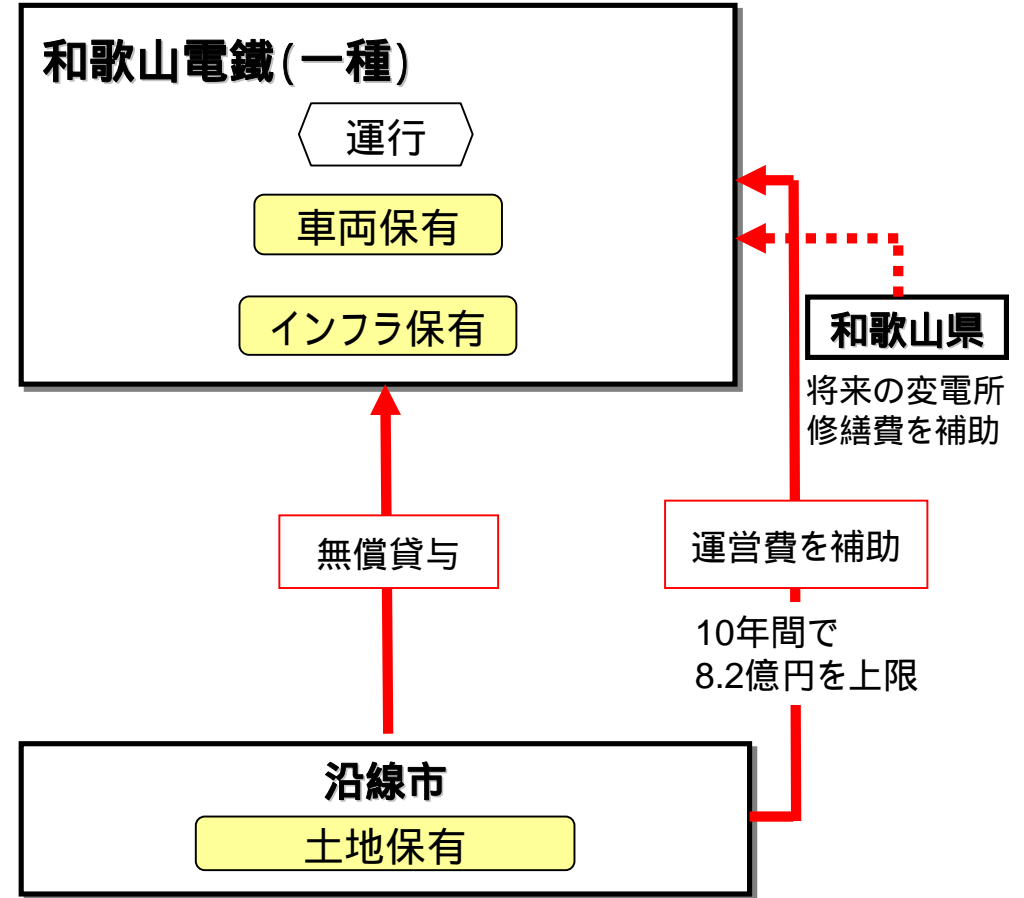 和歌山電鐵(一種)
運行
車両保有
インフラ保有
和歌山県
将来の変電所
修繕費を補助
無償貸与
運営費を補助
10年間で
8.2億円を上限
沿線市
土地保有